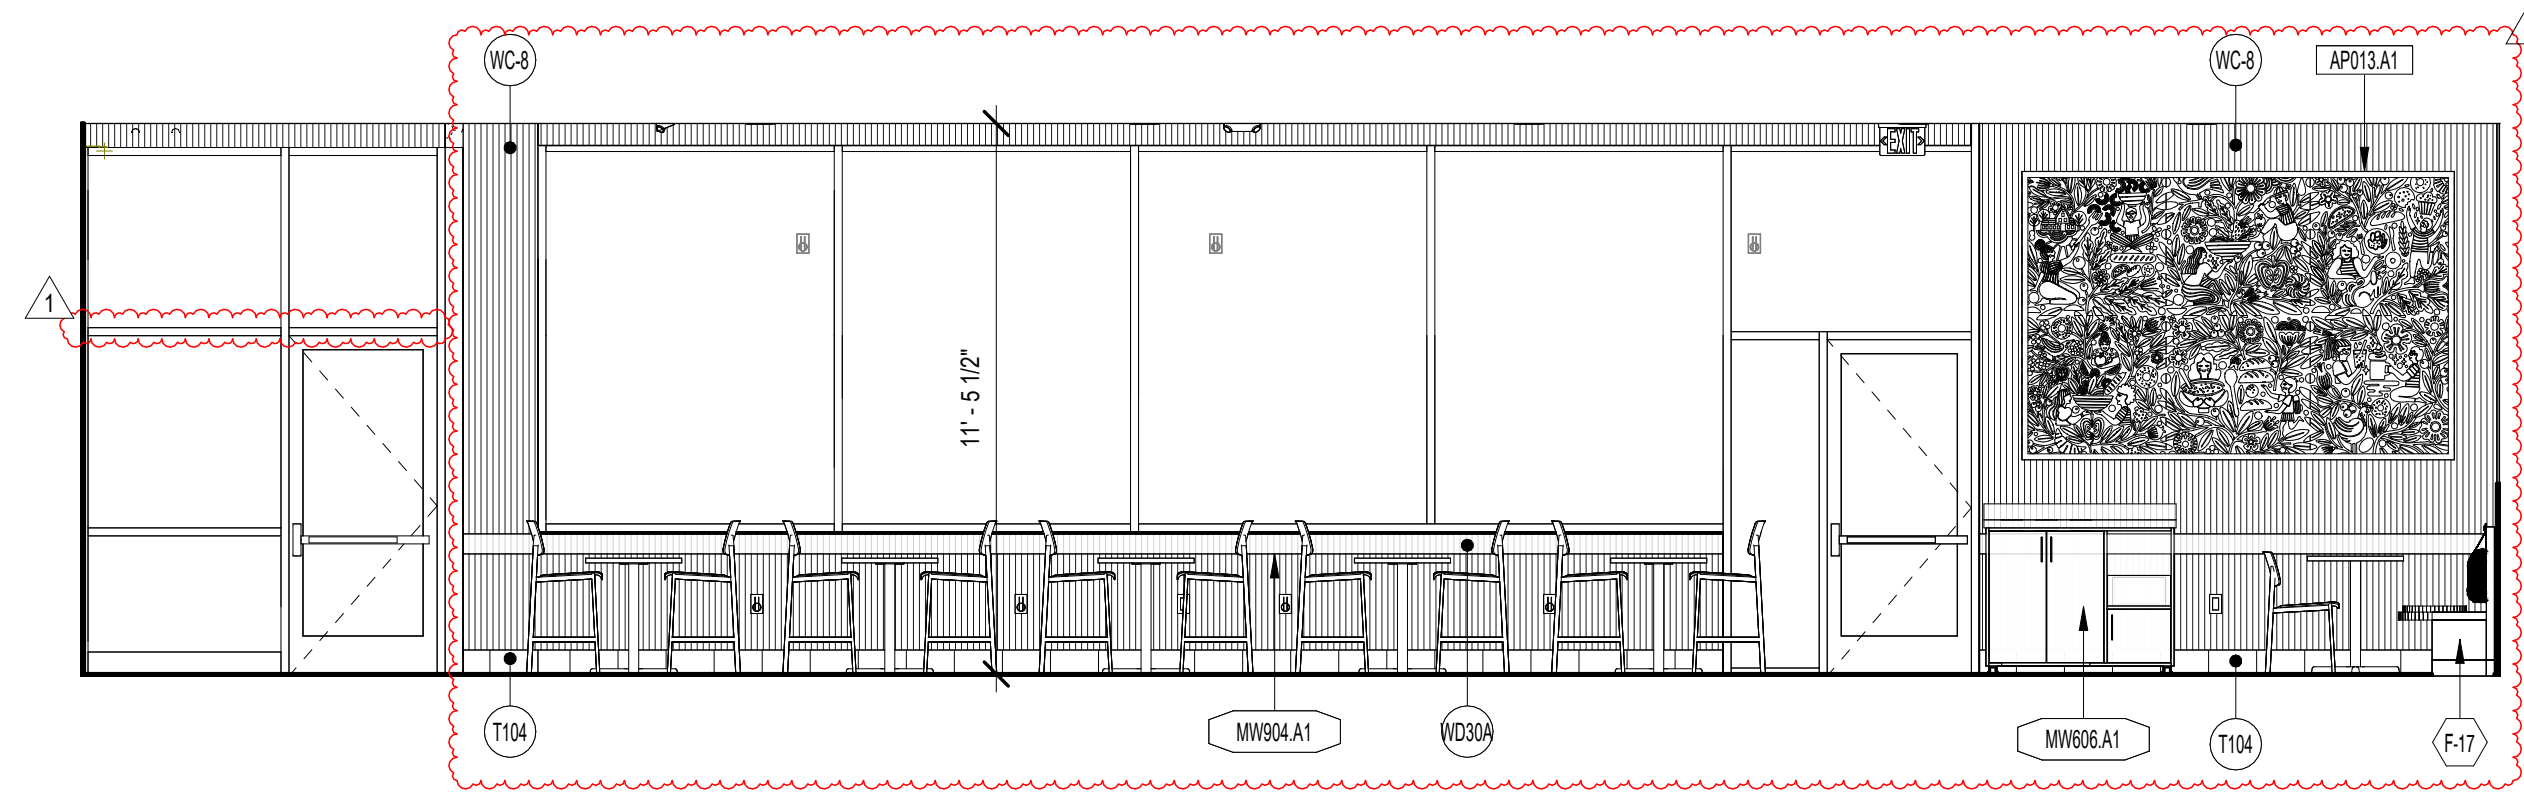 WC-8
WC-8
AP013.A1
EXIT
1
11' - 5 1/2"
T104
MW904.A1
WD30A
MW606.A1
T104
F-17